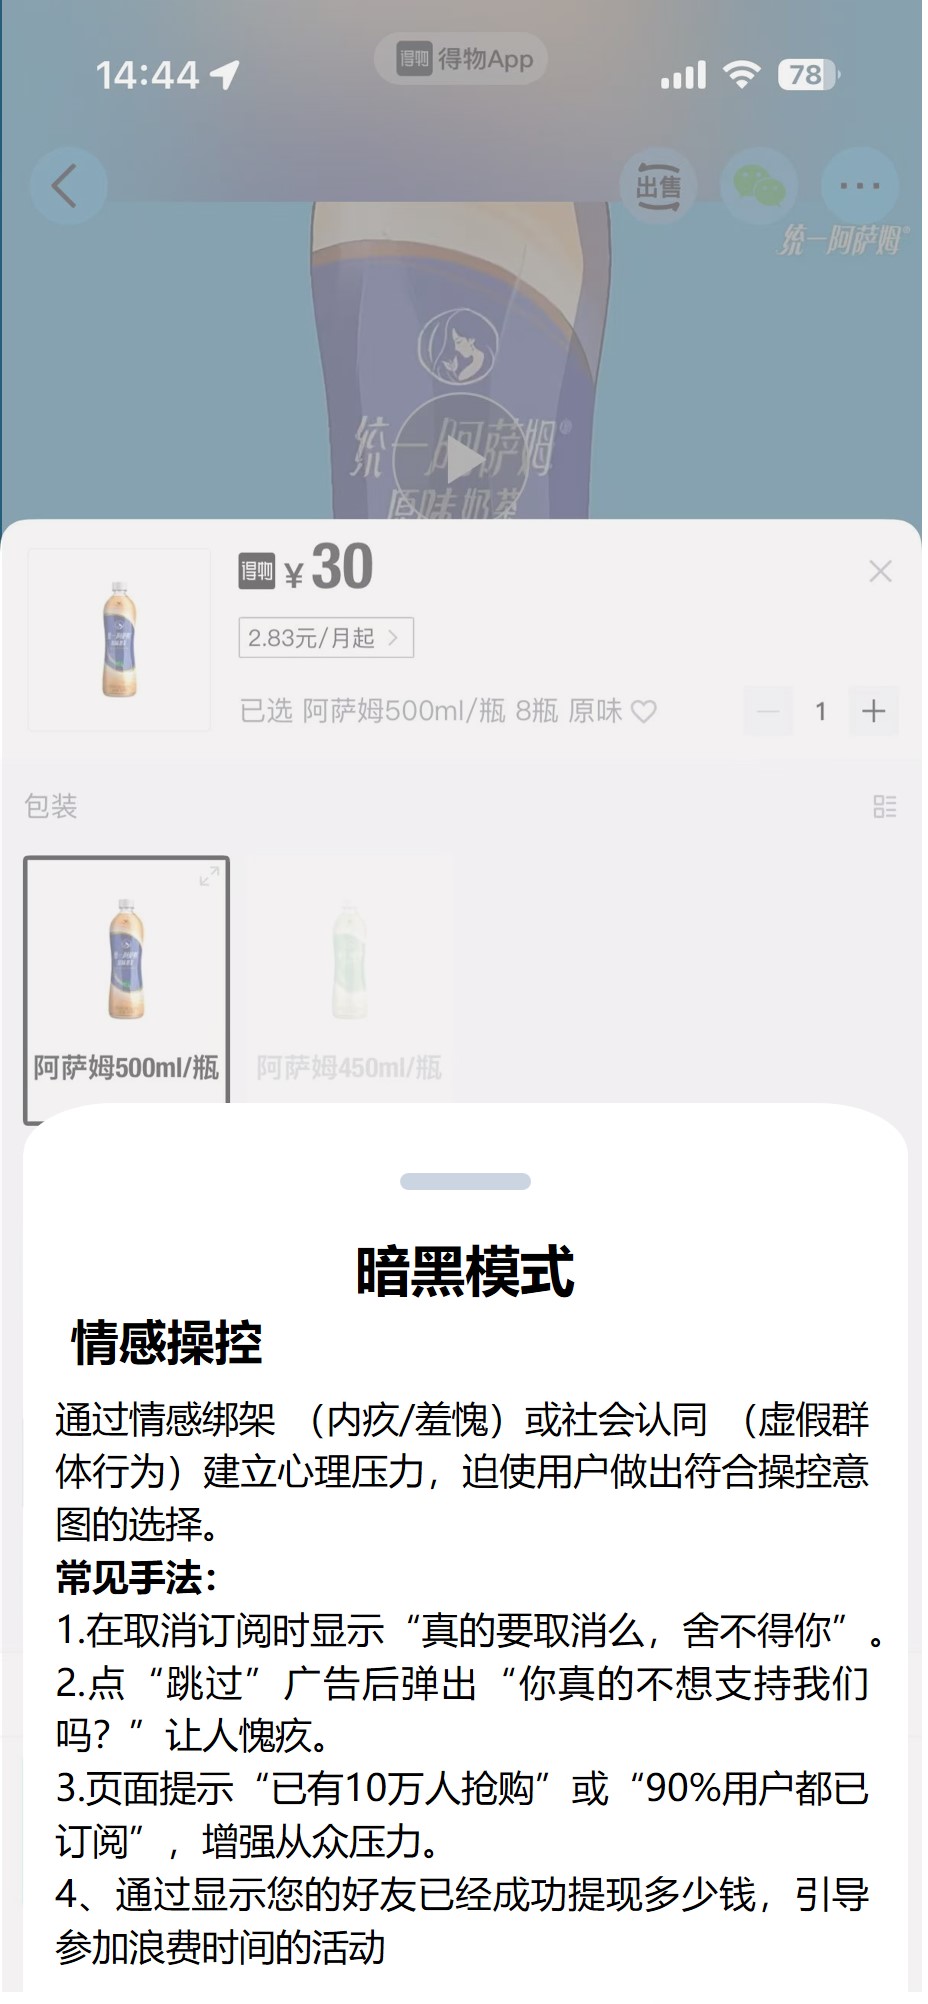 14:44
得物 得物App
78
出售
统一阿萨姆®
统一阿萨姆®
原味奶茶
得物 ¥30
2.83元/月起 >
已选 阿萨姆500ml/瓶 8瓶 原味♡
1
包装
阿萨姆500ml/瓶
阿萨姆450ml/瓶
暗黑模式
情感操控
通过情感绑架 （内疚/羞愧）或社会认同 （虚假群
体行为）建立心理压力，迫使用户做出符合操控意
图的选择。
常见手法：
1.在取消订阅时显示“真的要取消么，舍不得你”。
2.点“跳过”广告后弹出“你真的不想支持我们
吗？”让人愧疚。
3.页面提示“已有10万人抢购”或“90%用户都已
订阅”，增强从众压力。
4、通过显示您的好友已经成功提现多少钱，引导
参加浪费时间的活动